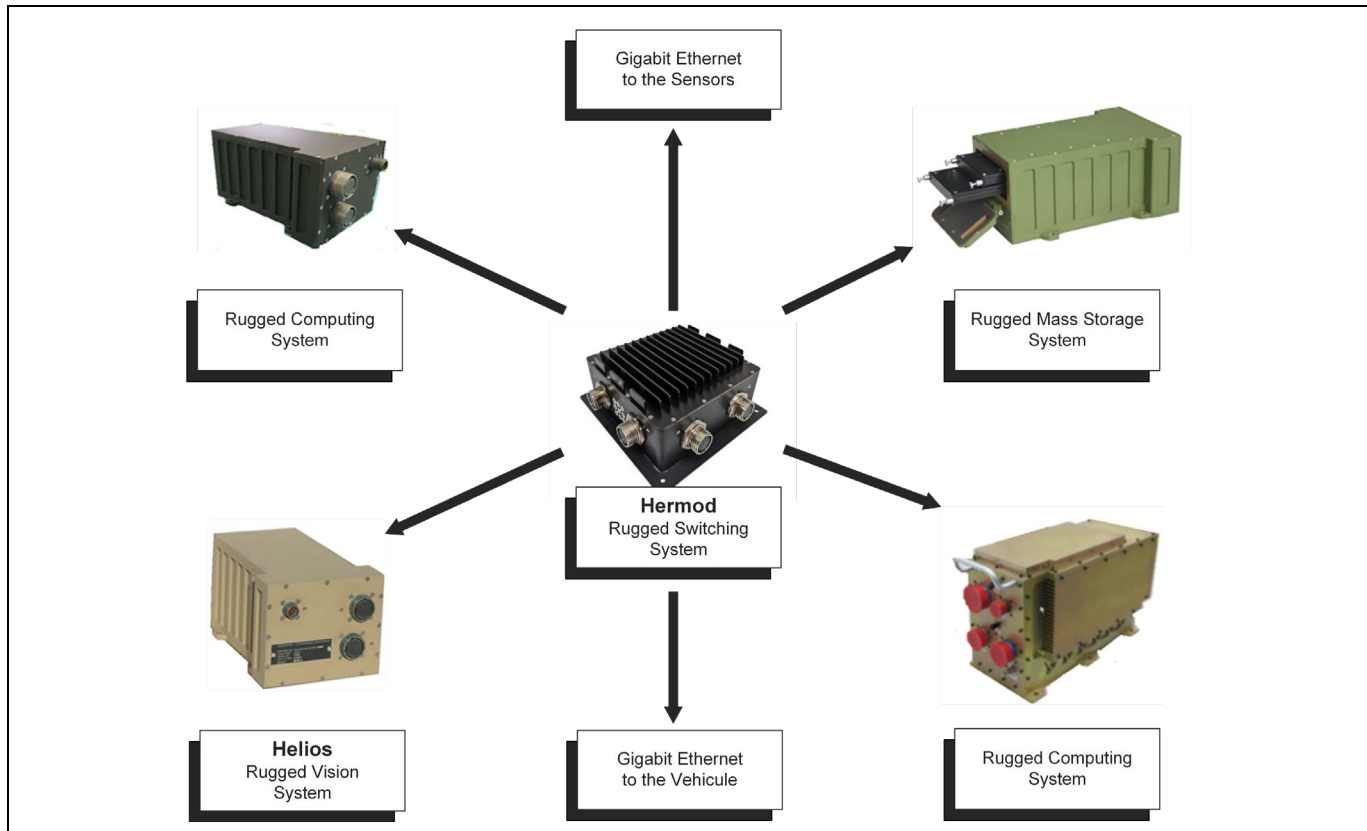 Gigabit Ethernet
to the Sensors
Rugged Computing
System
Rugged Mass Storage
System
Hermod
Rugged Switching
System
Helios
Rugged Vision
System
Gigabit Ethernet
to the Vehicule
Rugged Computing
System